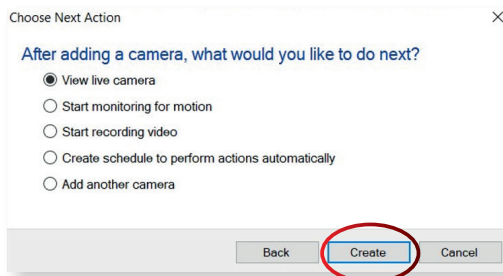 Choose Next Action
After adding a camera, what would you like to do next?
View live camera
Start monitoring for motion
Start recording video
Create schedule to perform actions automatically
Add another camera
Back Create Cancel